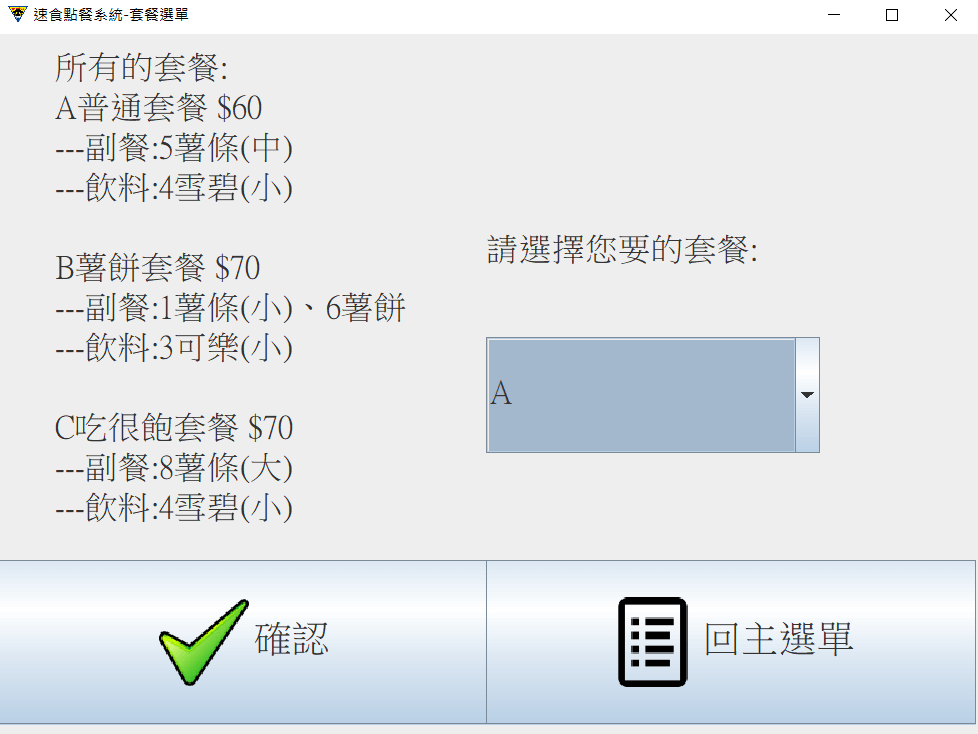 速食點餐系統-套餐選單
所有的套餐:
A普通套餐 $60
---副餐:5薯條(中)
---飲料:4雪碧(小)
B薯餅套餐 $70
---副餐:1薯條(小)、6薯餅
---飲料:3可樂(小)
C吃很飽套餐 $70
---副餐:8薯條(大)
---飲料:4雪碧(小)
請選擇您要的套餐:
A
確認
回主選單